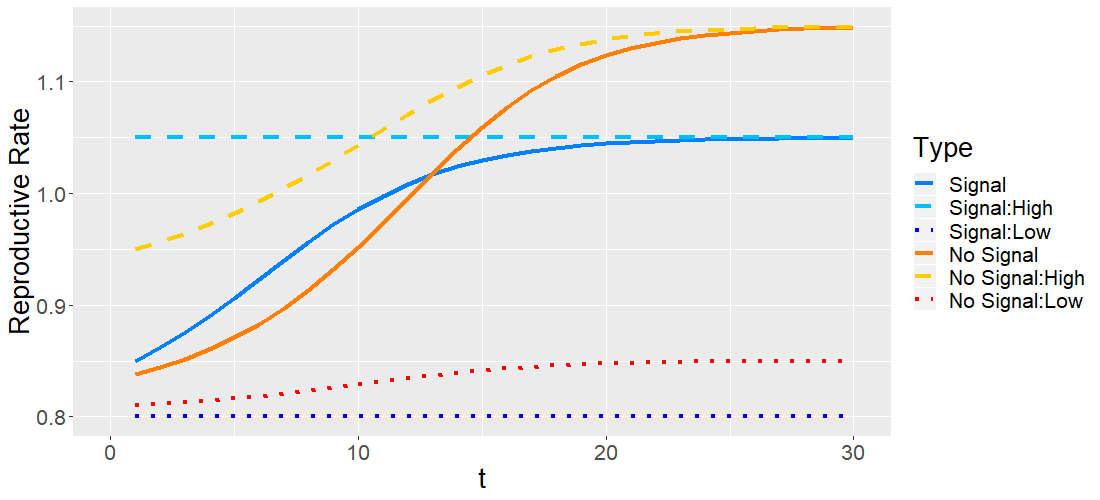 Reproductive Rate
1.1
1.0
0.9
0.8
0
10
20
30
t
Type
Signal
Signal:High
Signal:Low
No Signal
No Signal:High
No Signal:Low